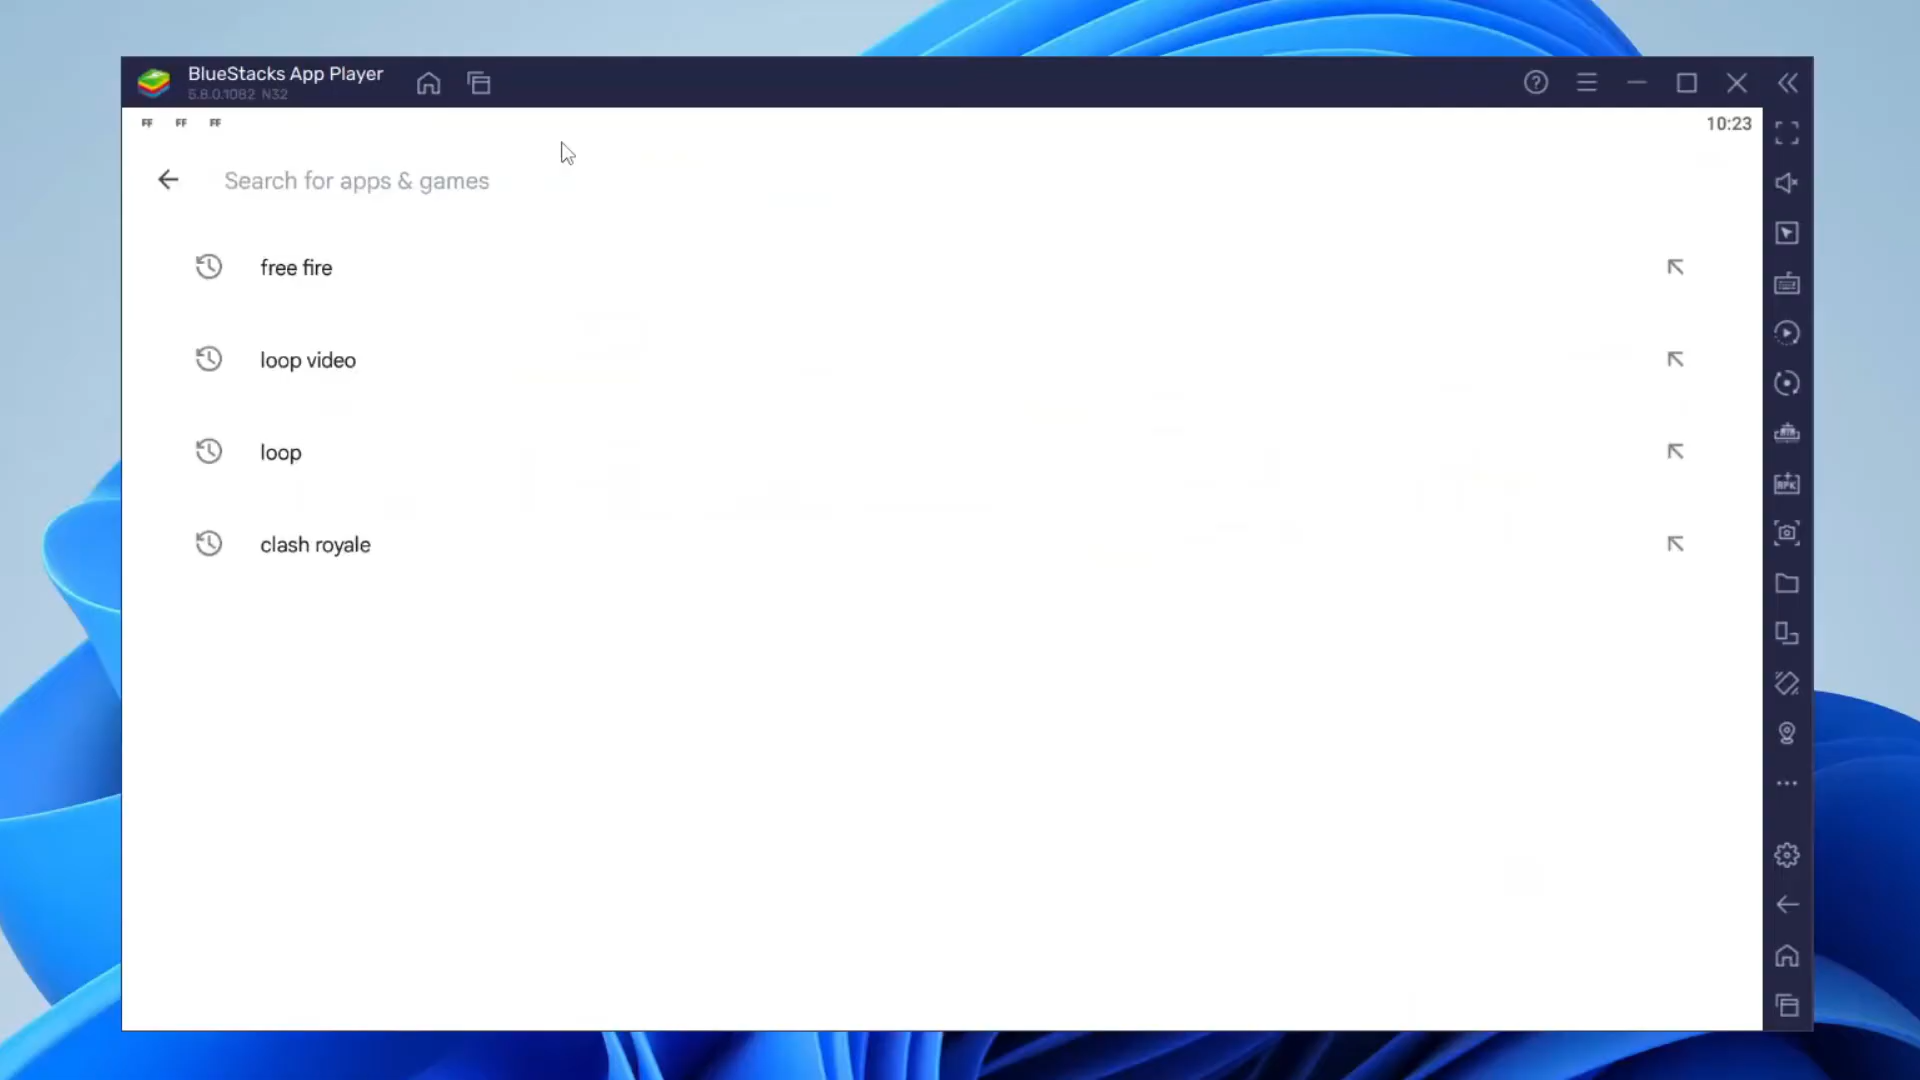 BlueStacks App Player
5.8.0.1082 N32
FF FF FF
10:23
Search for apps & games
free fire
loop video
loop
clash royale
APK